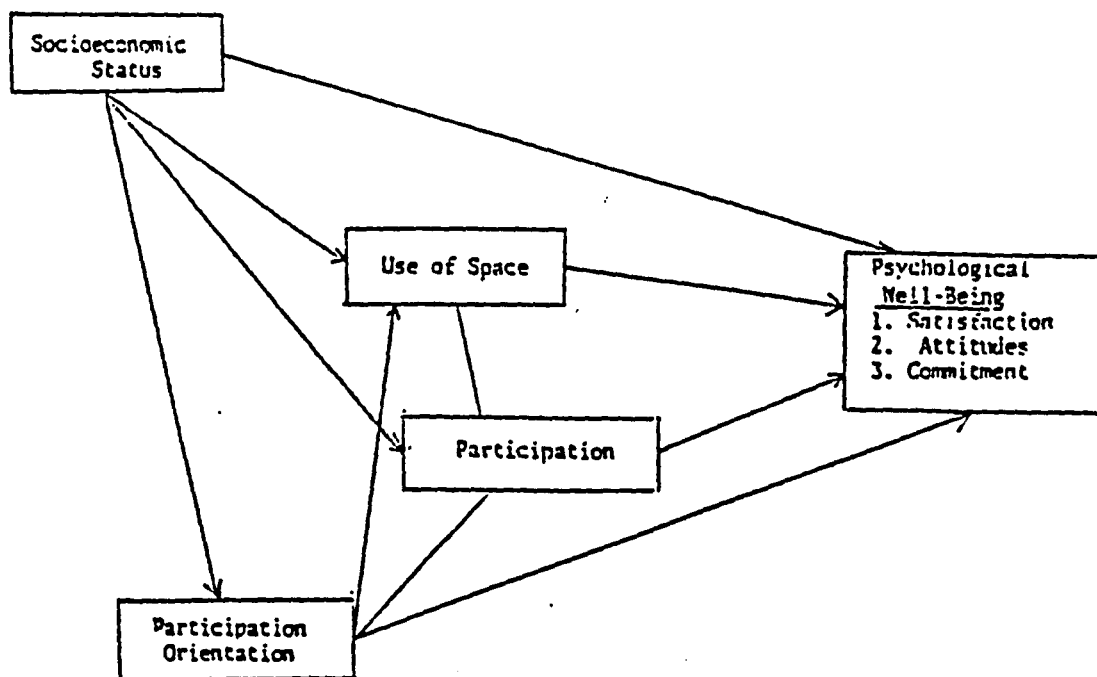 Socioeconomic
Status
Use of Space
Psychological
Well-Being
1. Satisfaction
2. Attitudes
3. Commitment
Participation
Participation
Orientation